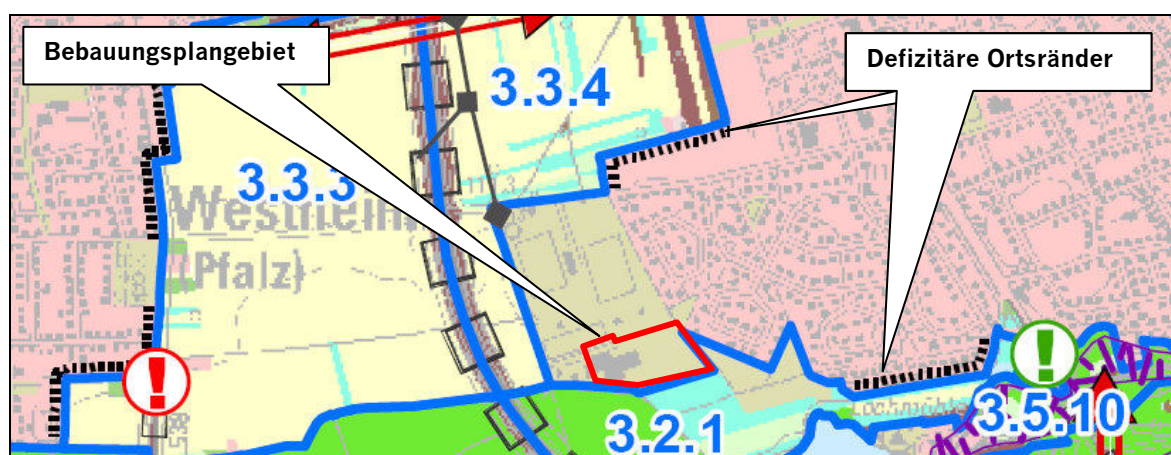 Bebauungsplangebiet
Defizitäre Ortsränder
3.3.4
3.3.3
Westheim
(Pfalz)
3.5.10
3.2.1